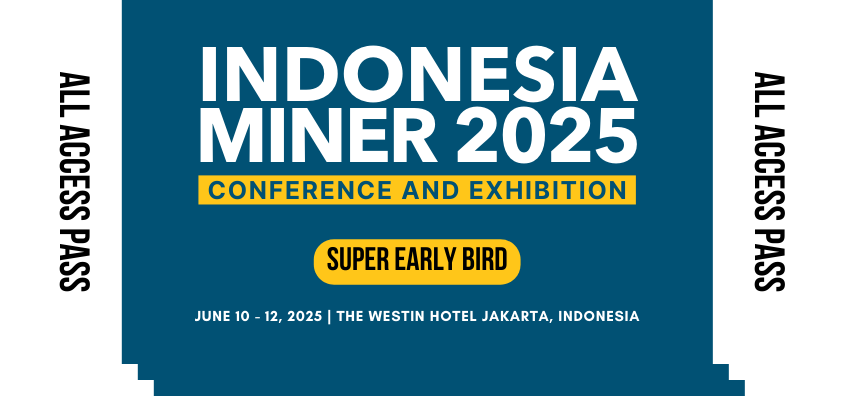 ALL ACCESS PASS
INDONESIA
MINER 2025
CONFERENCE AND EXHIBITION
SUPER EARLY BIRD
JUNE 10 - 12, 2025 | THE WESTIN HOTEL JAKARTA, INDONESIA
ALL ACCESS PASS